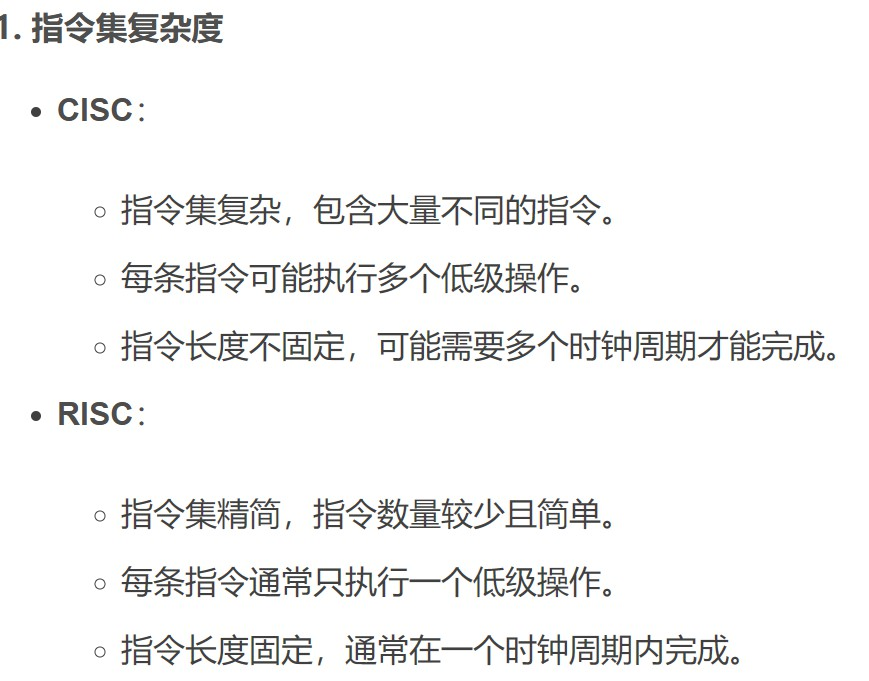 1. 指令集复杂度
• CISC：
○ 指令集复杂，包含大量不同的指令。
○ 每条指令可能执行多个低级操作。
○ 指令长度不固定，可能需要多个时钟周期才能完成。
• RISC：
○ 指令集精简，指令数量较少且简单。
○ 每条指令通常只执行一个低级操作。
○ 指令长度固定，通常在一个时钟周期内完成。